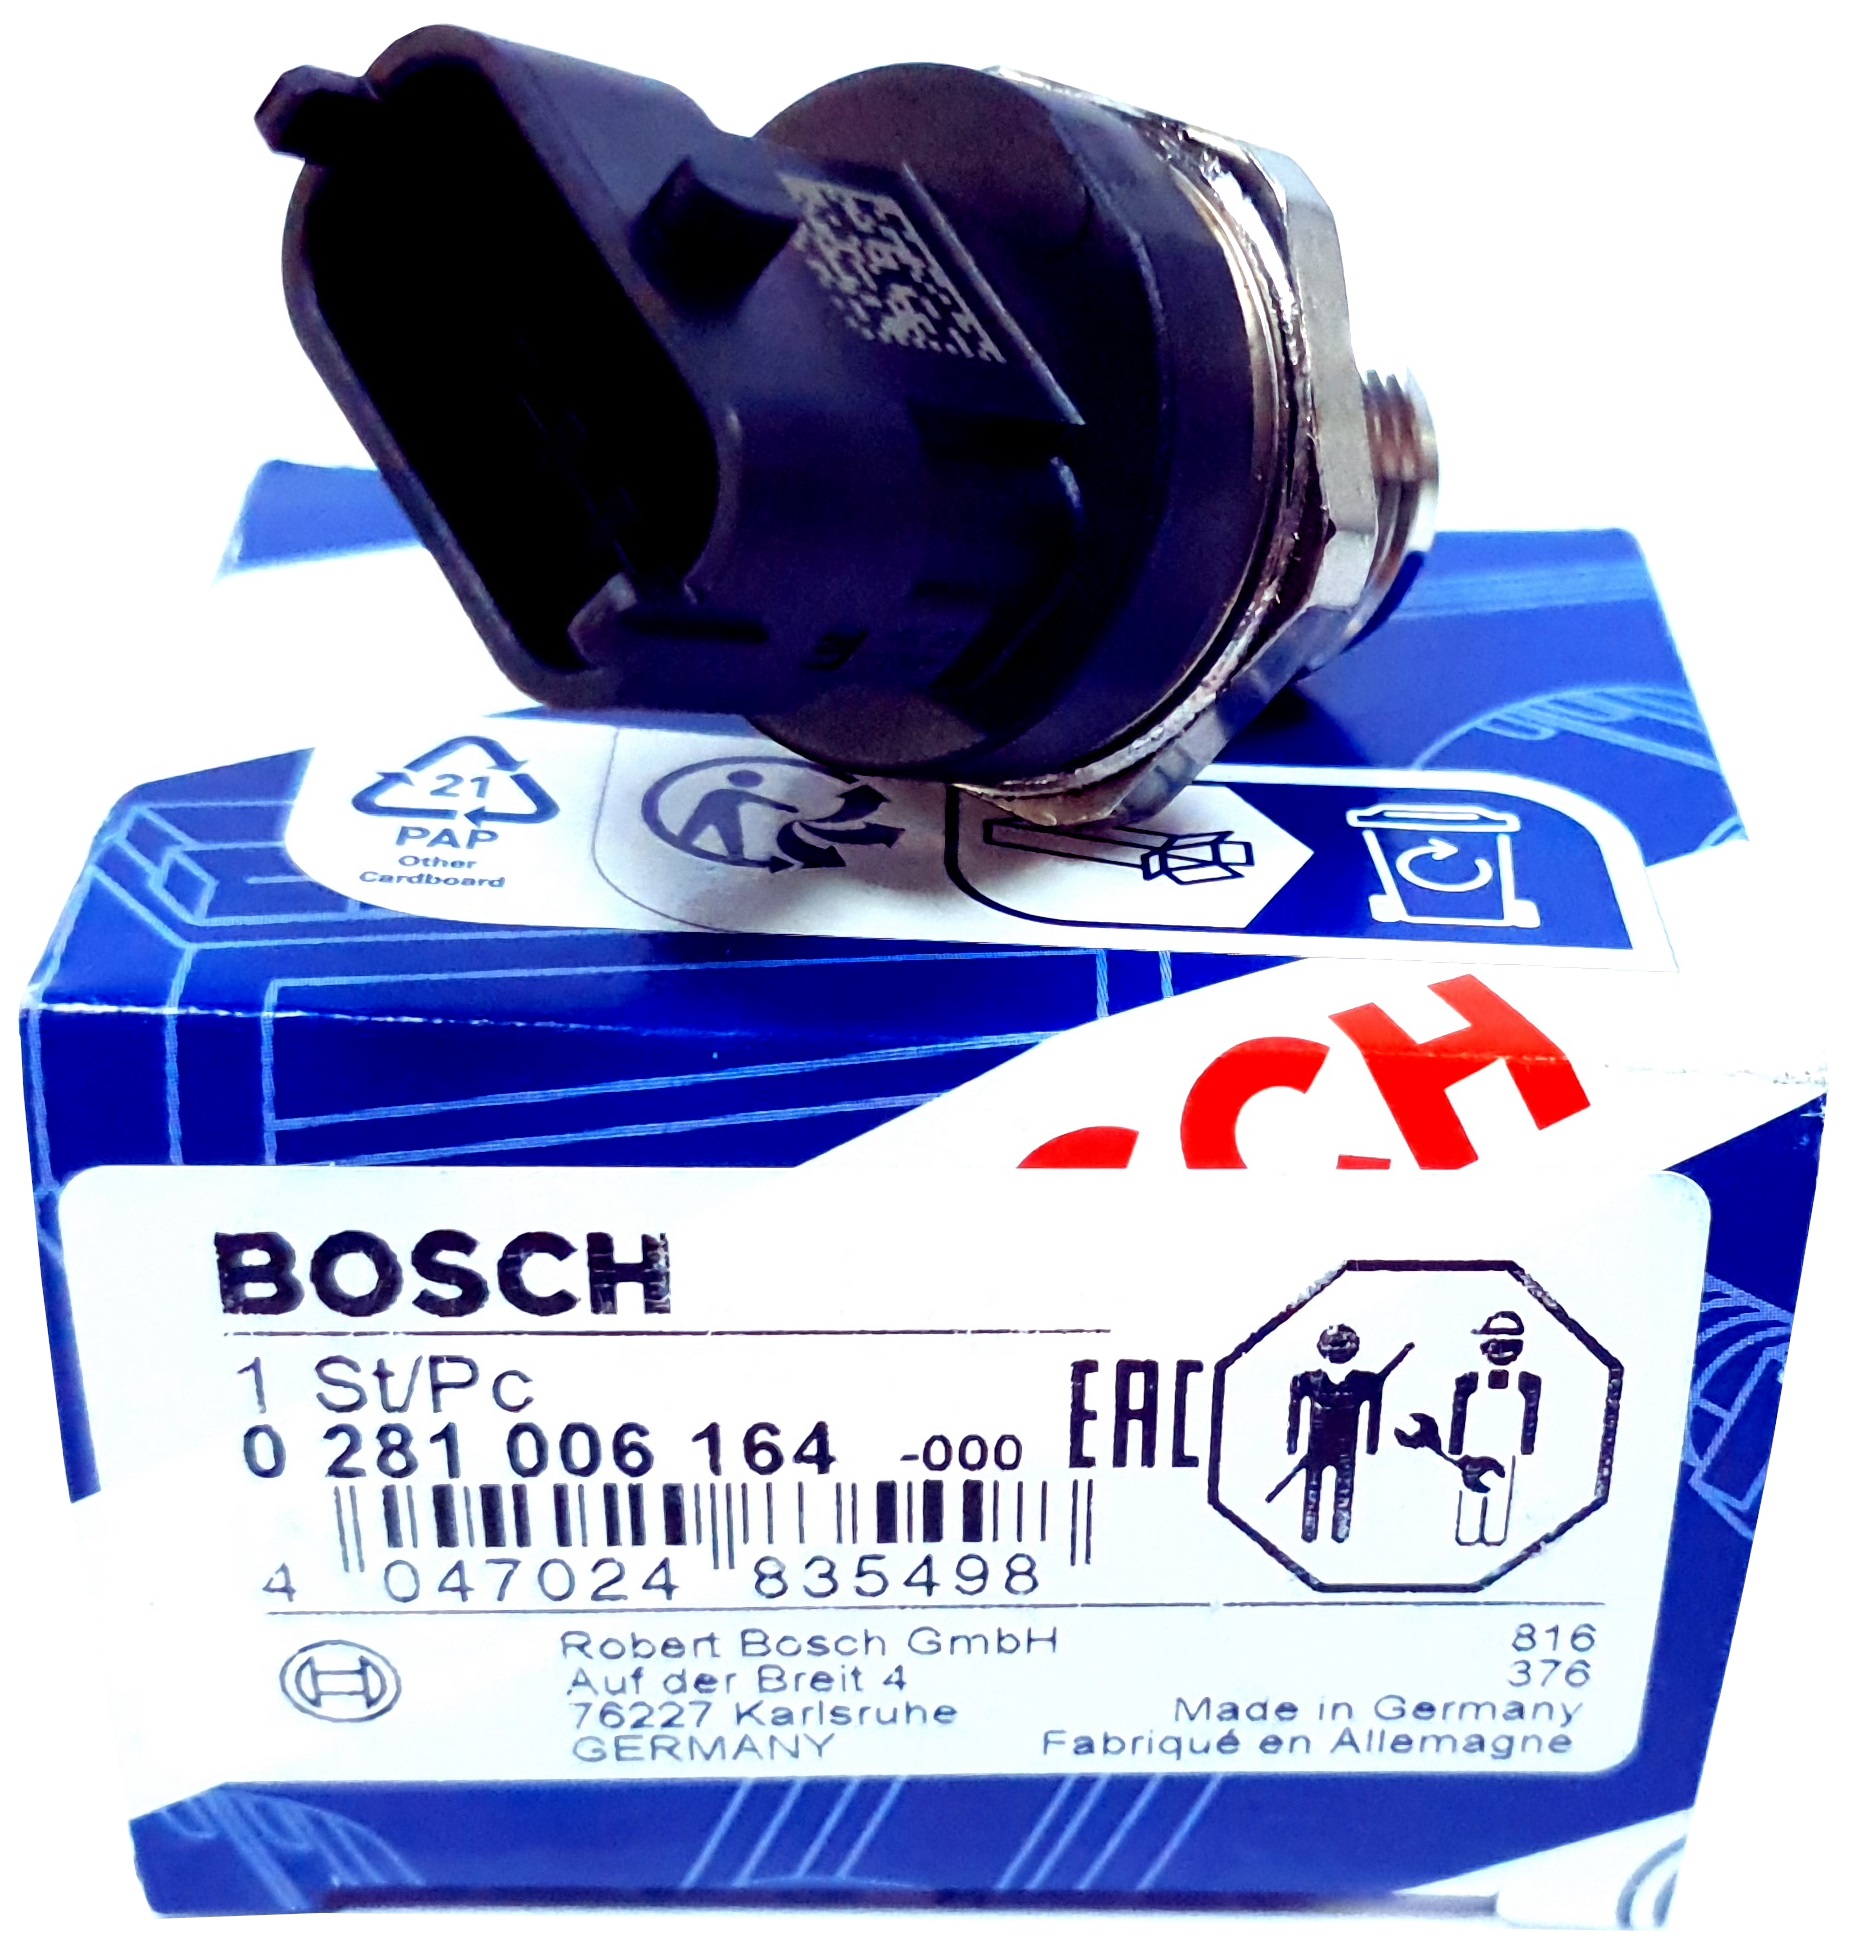 21
PAP
Other
Cardboard
CH
BOSCH
1 St/Pc
0 281 006 164 -000
EAC
4 047024 835498
Robert Bosch GmbH
Auf der Breit 4
76227 Karlsruhe
GERMANY
816
376
Made in Germany
Fabriqué en Allemagne